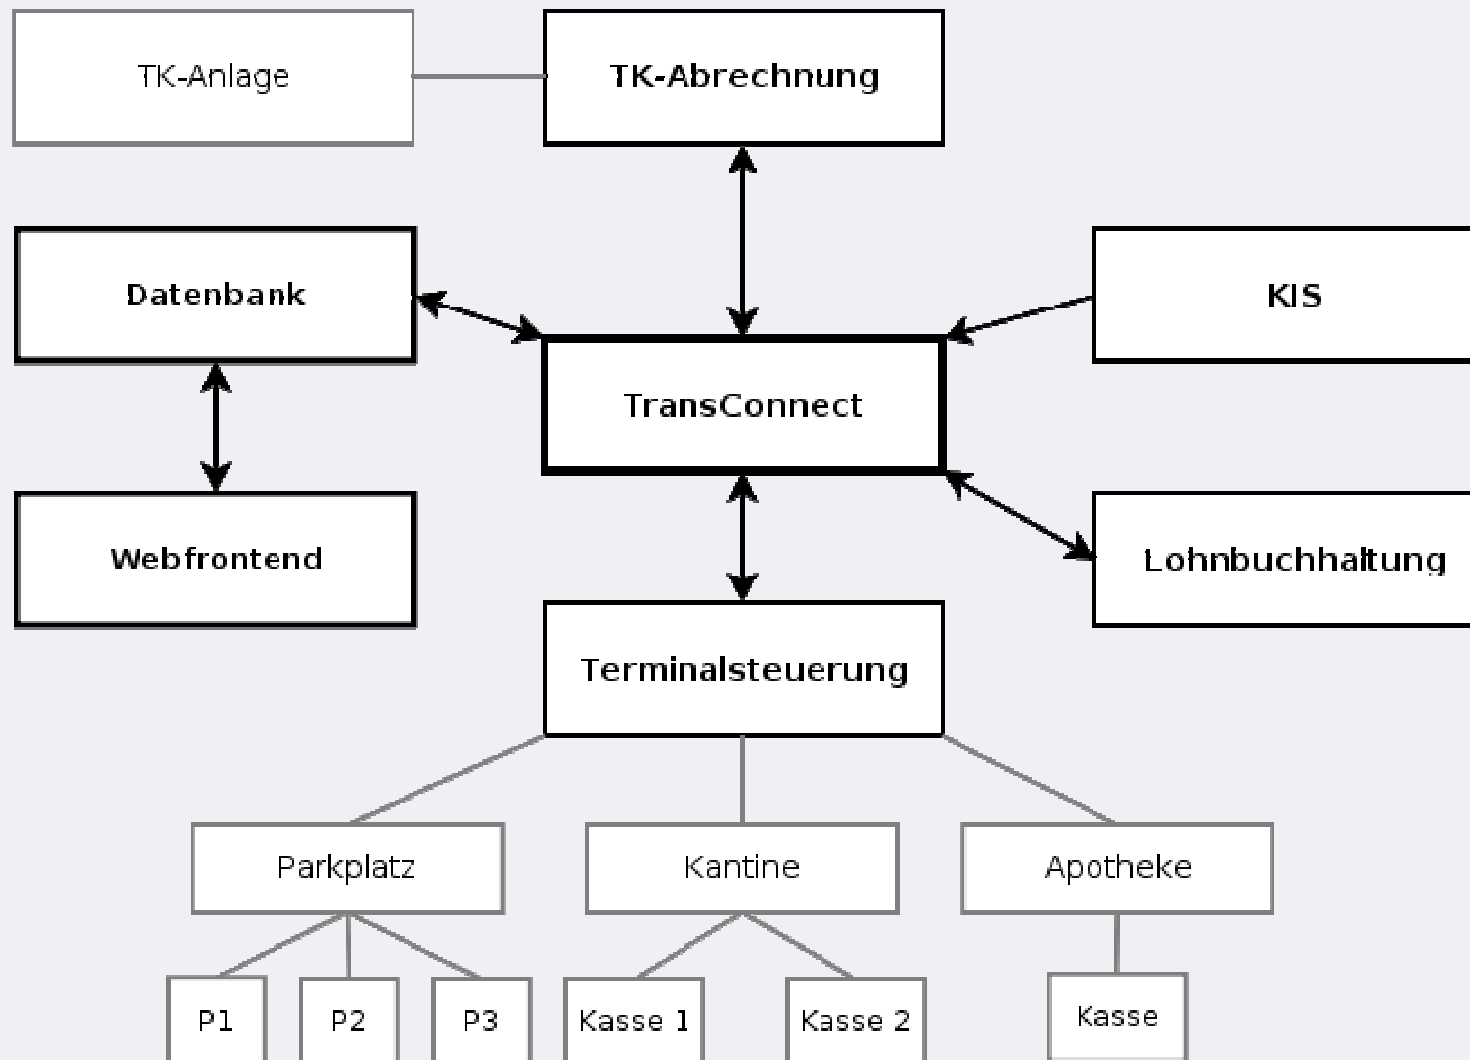 TK-Anlage
TK-Abrechnung
Datenbank
KIS
TransConnect
Webfrontend
Lohnbuchhaltung
Terminalsteuerung
Parkplatz
Kantine
Apotheke
P1
P2
P3
Kasse 1
Kasse 2
Kasse